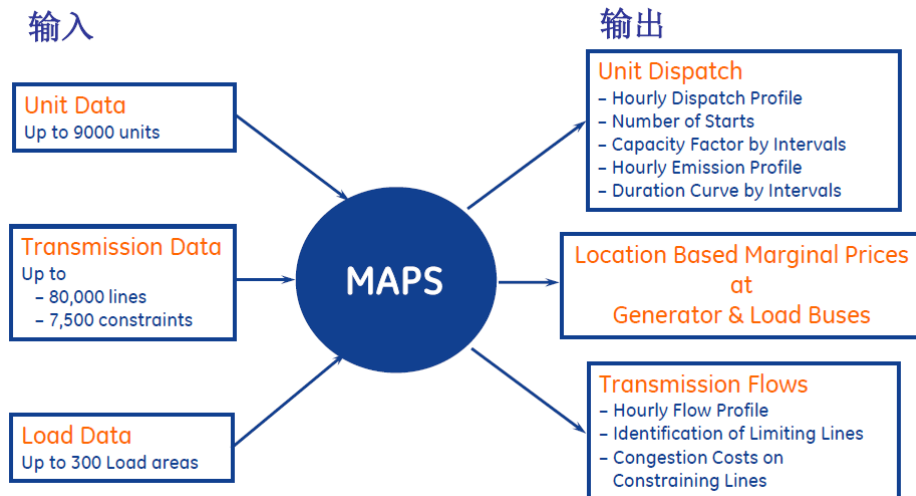 输入
Unit Data
Up to 9000 units
Transmission Data
Up to
– 80,000 lines
– 7,500 constraints
Load Data
Up to 300 Load areas
MAPS
输出
Unit Dispatch
– Hourly Dispatch Profile
– Number of Starts
– Capacity Factor by Intervals
– Hourly Emission Profile
– Duration Curve by Intervals
Location Based Marginal Prices
at
Generator & Load Buses
Transmission Flows
– Hourly Flow Profile
– Identification of Limiting Lines
– Congestion Costs on
Constraining Lines